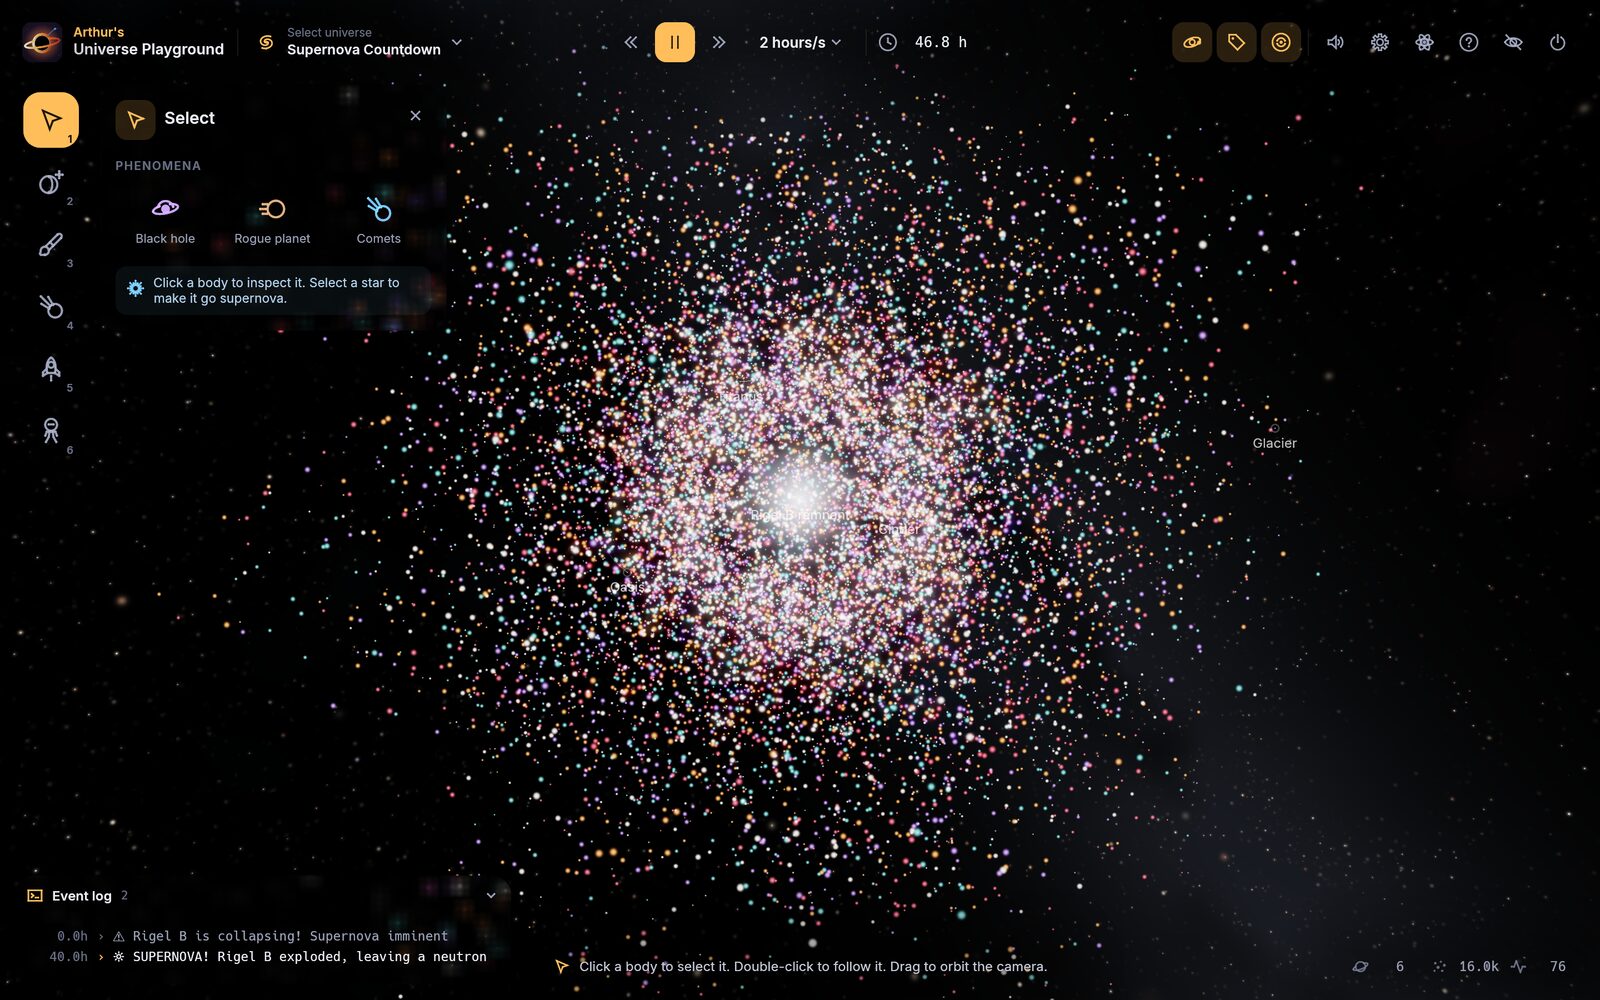 Arthur's
Universe Playground
Select universe
Supernova Countdown
2 hours/s
46.8 h
1
2
3
4
5
6
Select
PHENOMENA
Black hole
Rogue planet
Comets
Click a body to inspect it. Select a star to
make it go supernova.
Glacier
Rigel B remnant
Oasis
Event log 2
0.0h › ⚠ Rigel B is collapsing! Supernova imminent
40.0h › SUPERNOVA! Rigel B exploded, leaving a neutron
Click a body to select it. Double-click to follow it. Drag to orbit the camera.
6
16.0k
76